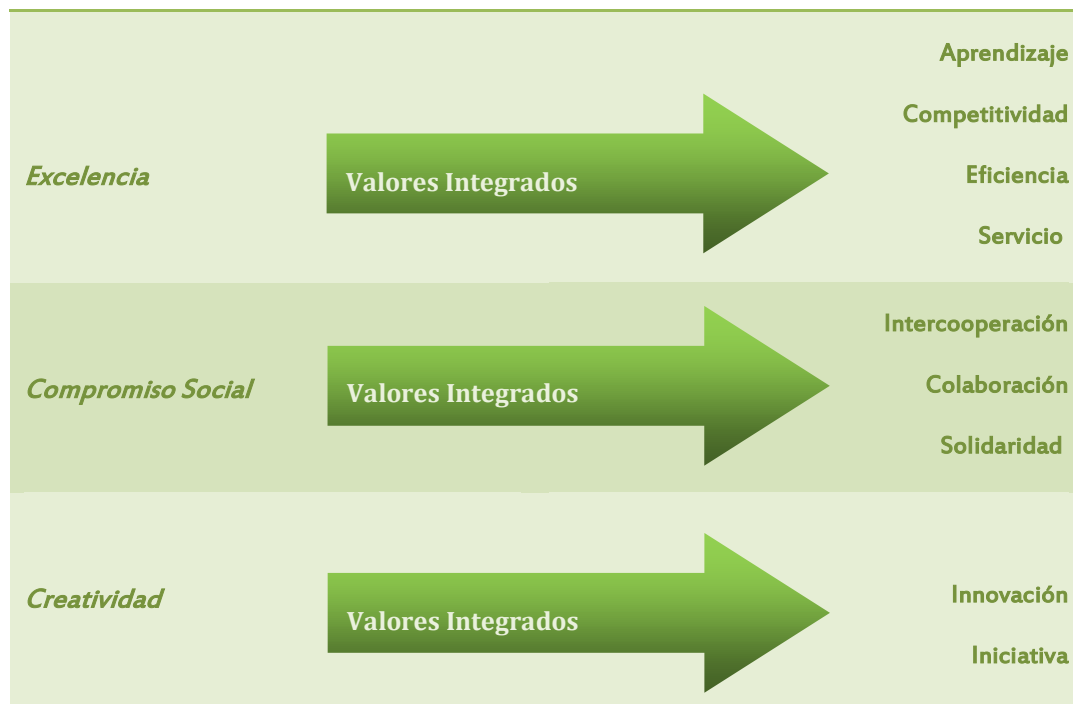 Excelencia
Valores Integrados
Aprendizaje
Competitividad
Eficiencia
Servicio
Compromiso Social
Valores Integrados
Intercooperación
Colaboración
Solidaridad
Creatividad
Valores Integrados
Innovación
Iniciativa